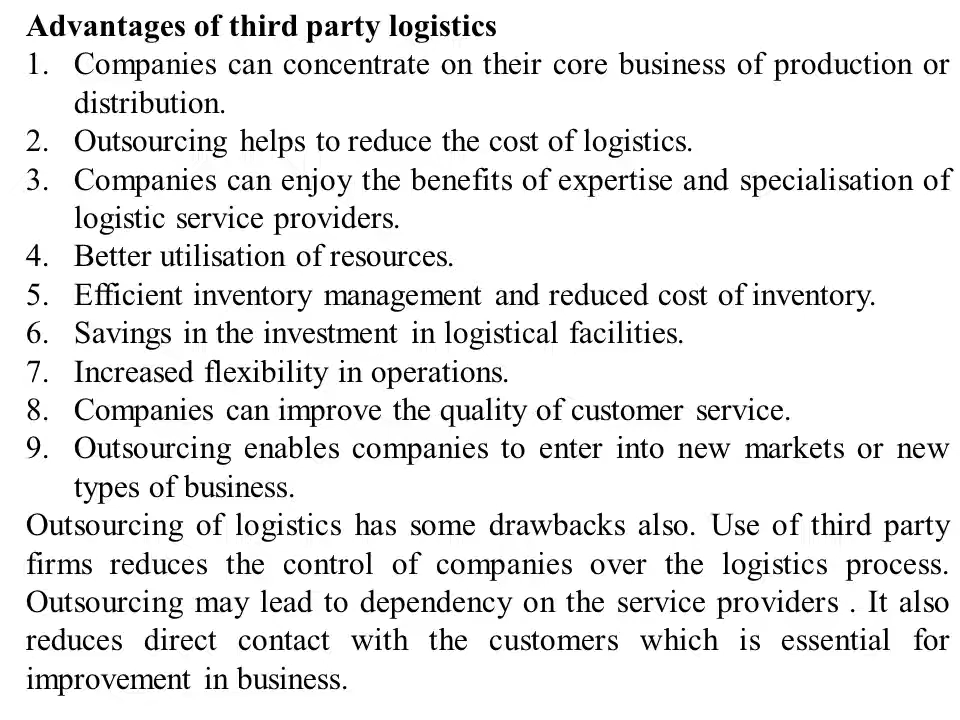 Advantages of third party logistics
1. Companies can concentrate on their core business of production or
distribution.
2. Outsourcing helps to reduce the cost of logistics.
3. Companies can enjoy the benefits of expertise and specialisation of
logistic service providers.
4. Better utilisation of resources.
5. Efficient inventory management and reduced cost of inventory.
6. Savings in the investment in logistical facilities.
7. Increased flexibility in operations.
8. Companies can improve the quality of customer service.
9. Outsourcing enables companies to enter into new markets or new
types of business.
Outsourcing of logistics has some drawbacks also. Use of third party
firms reduces the control of companies over the logistics process.
Outsourcing may lead to dependency on the service providers . It also
reduces direct contact with the customers which is essential for
improvement in business.